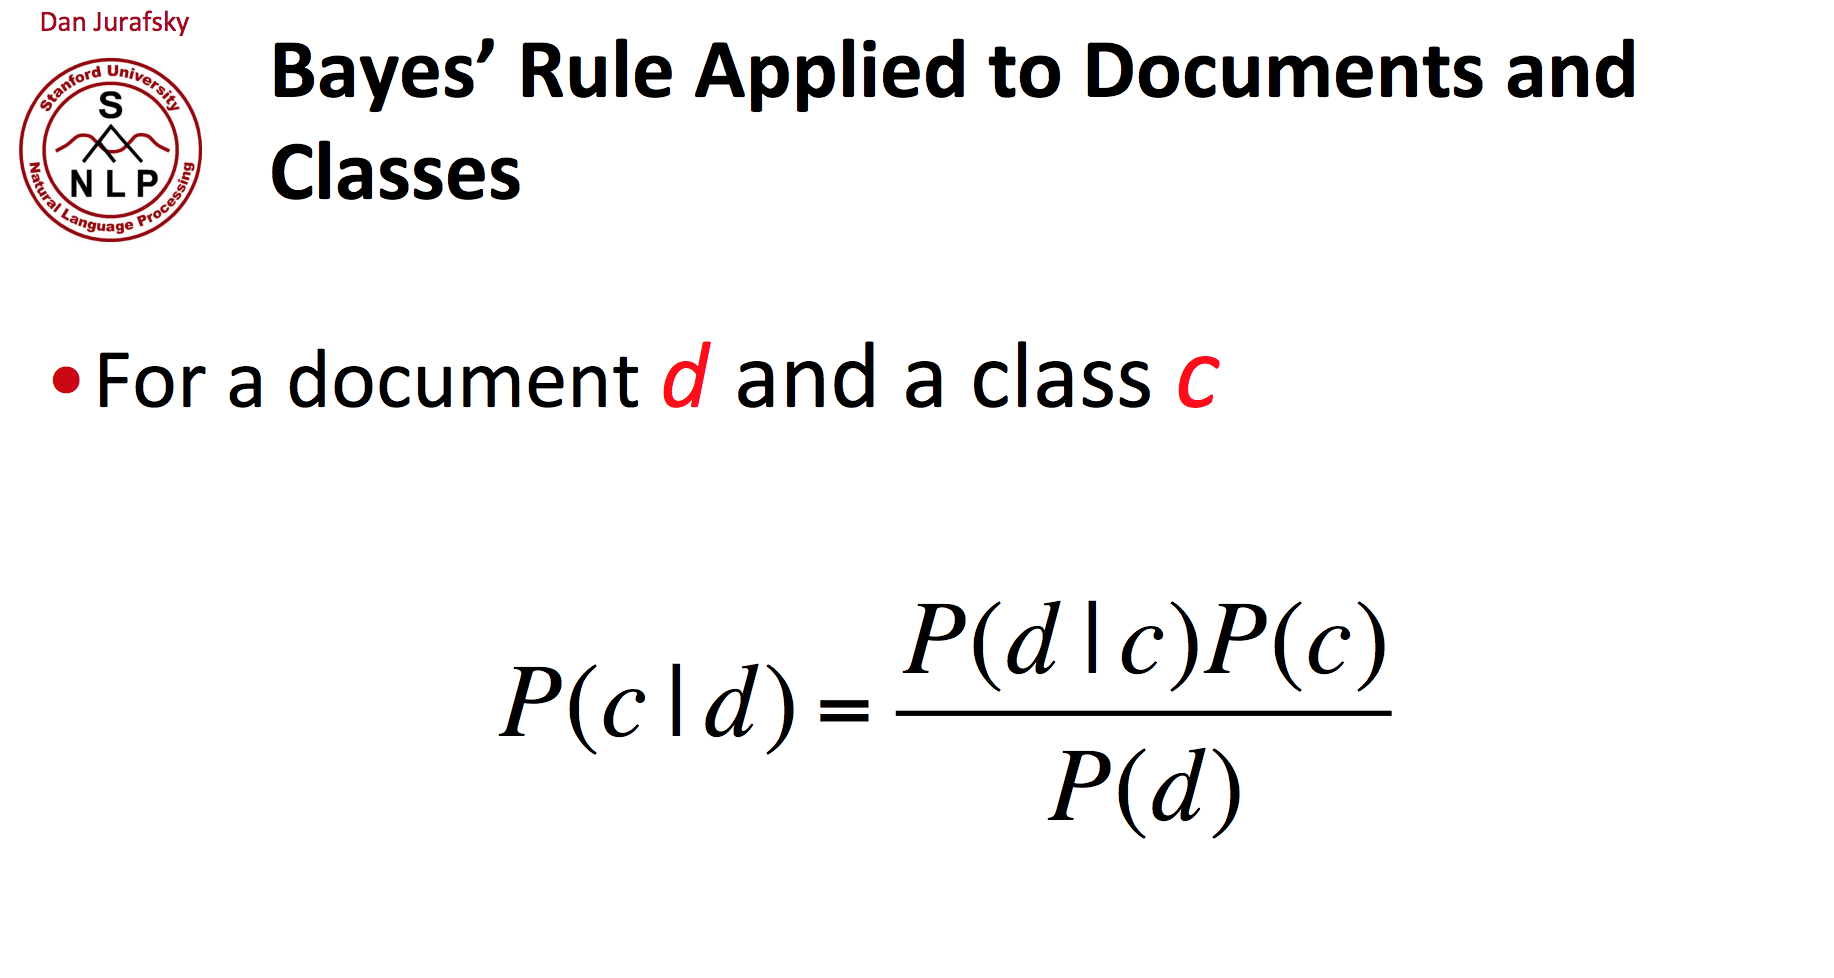 Dan Jurafsky
Stanford University
S
NLP
Natural Language Processing
Bayes’ Rule Applied to Documents and
Classes
•For a document d and a class c
P(c | d) = P(d | c)P(c)
P(d)